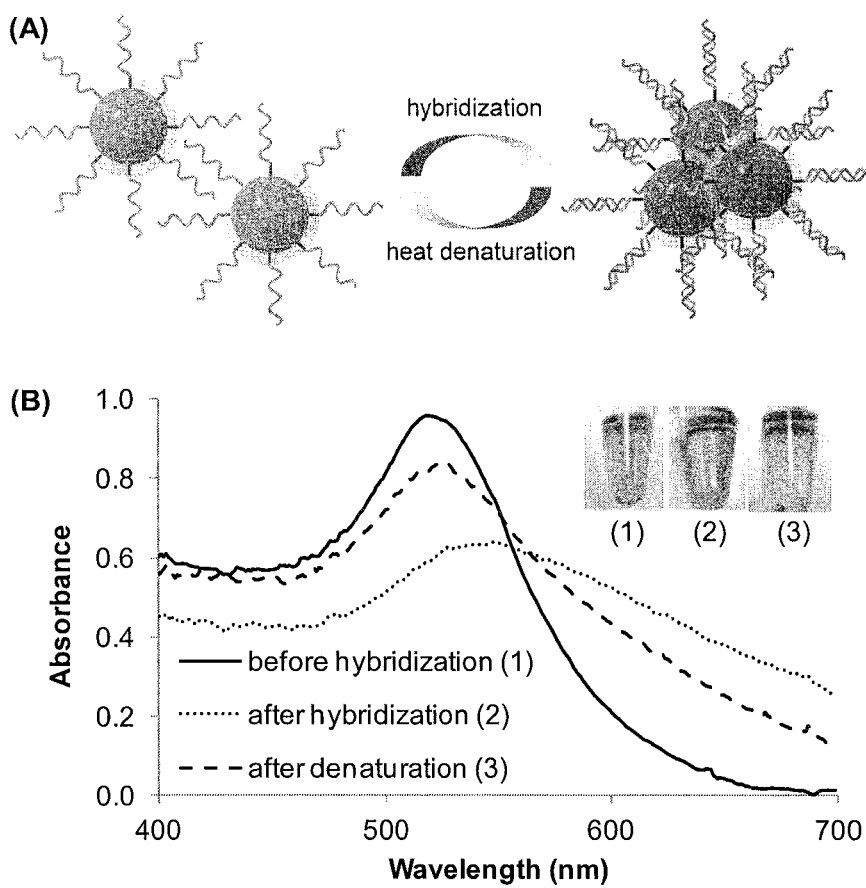 (A)
hybridization
heat denaturation
(B)
1.0
0.8
0.6
0.4
0.2
0.0
Absorbance
(1) (2) (3)
before hybridization (1)
after hybridization (2)
after denaturation (3)
400 500 600 700
Wavelength (nm)